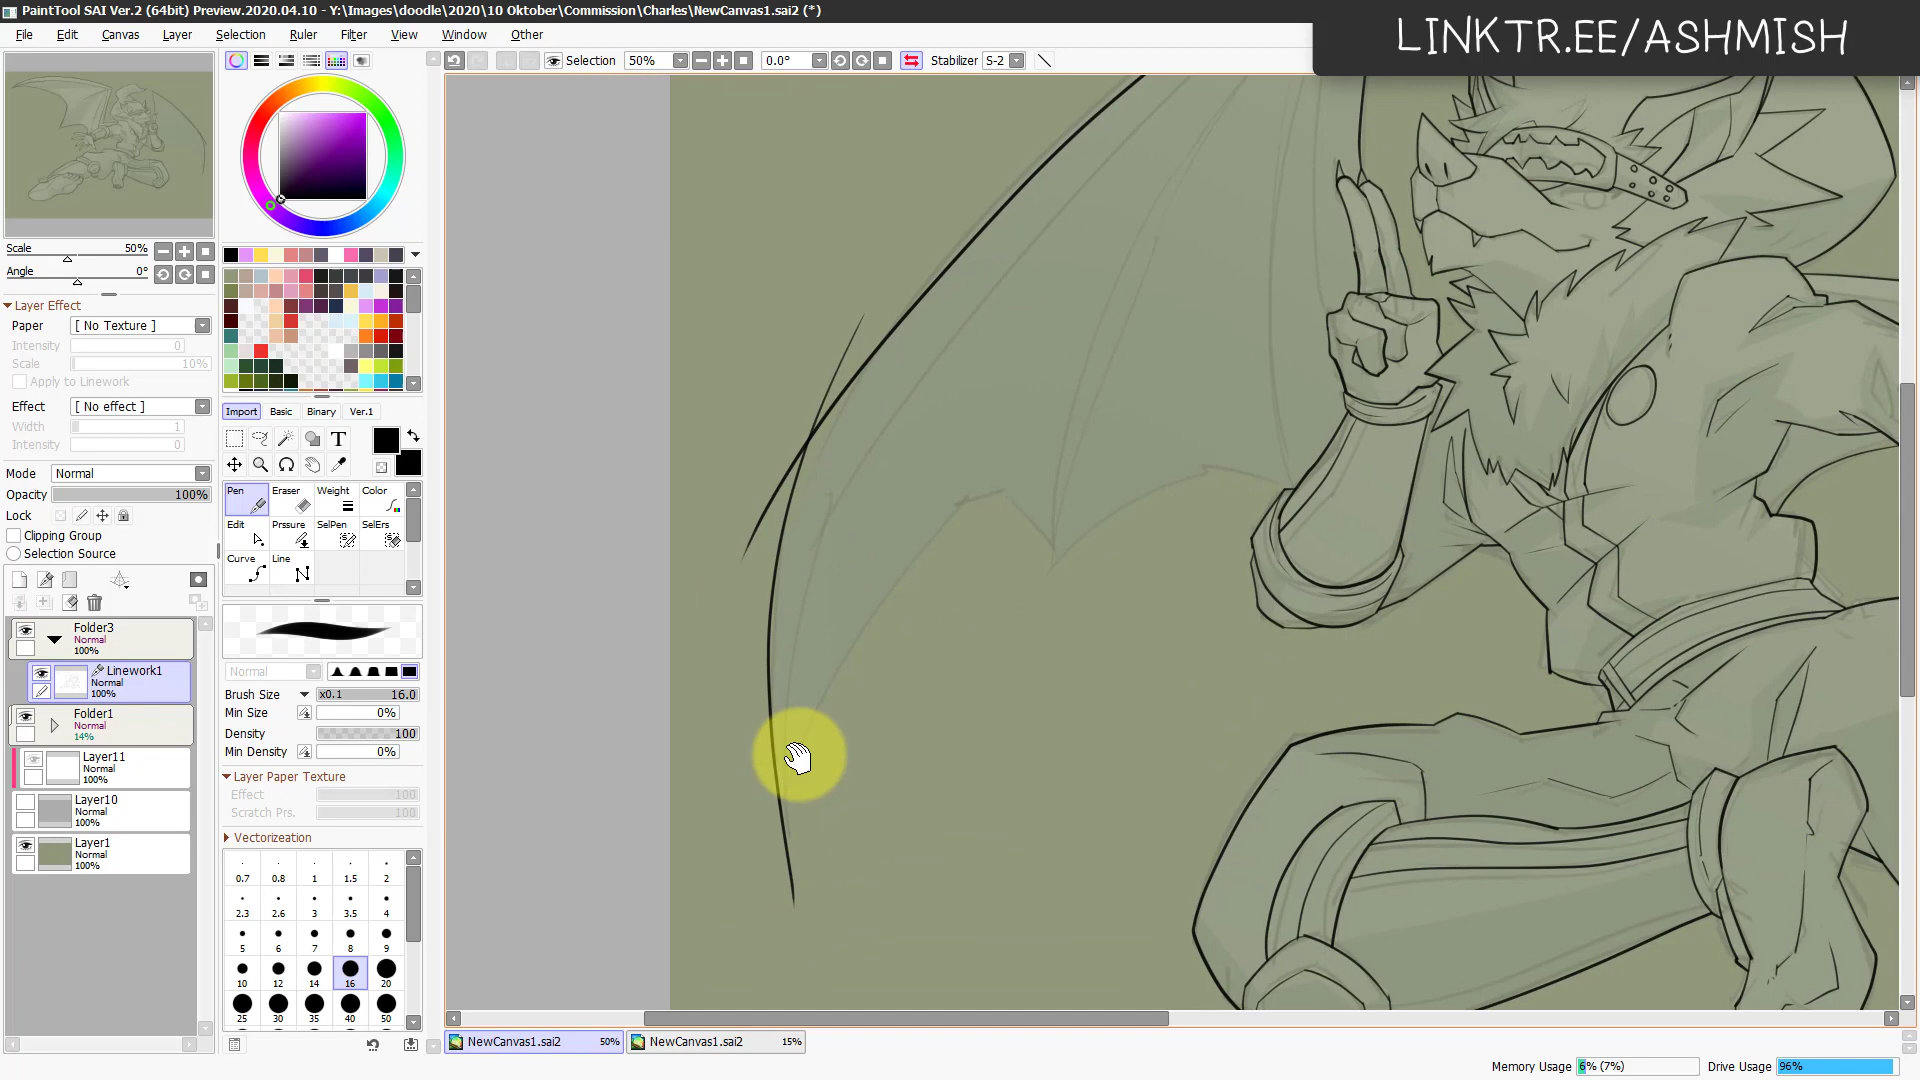 PaintTool SAI Ver.2 (64bit) Preview.2020.04.10 - Y:\Images\doodle\2020\10 Oktober\Commission\Charles\NewCanvas1.sai2 (*)
LINKTR.EE/ASHMISH
File Edit Canvas Layer Selection Ruler Filter View Window Other
Selection 50% 0.0° Stabilizer S-2
Scale 50%
Angle 0°
Layer Effect
Paper [ No Texture ]
Intensity 0
Scale 10%
Apply to Linework
Effect [ No effect ]
Width 1
Intensity 0
Mode Normal
Opacity 100%
Lock
Clipping Group
Selection Source
Folder3
Normal
100%
Linework1
Normal
100%
Folder1
Normal
14%
Layer11
Normal
100%
Layer10
Normal
100%
Layer1
Normal
100%
Import Basic Binary Ver.1
T
Pen Eraser Weight Color
Edit Prssure SelPen SelErs
Curve Line
Normal
Brush Size x0.1 16.0
Min Size 0%
Density 100
Min Density 0%
Layer Paper Texture
Effect 100
Scratch Prs. 100
Vectorization
0.7 0.8 1 1.5 2
2.3 2.6 3 3.5 4
5 6 7 8 9
10 12 14 16 20
25 30 35 40 50
NewCanvas1.sai2 50% NewCanvas1.sai2 15%
Memory Usage 6% (7%) Drive Usage 96%